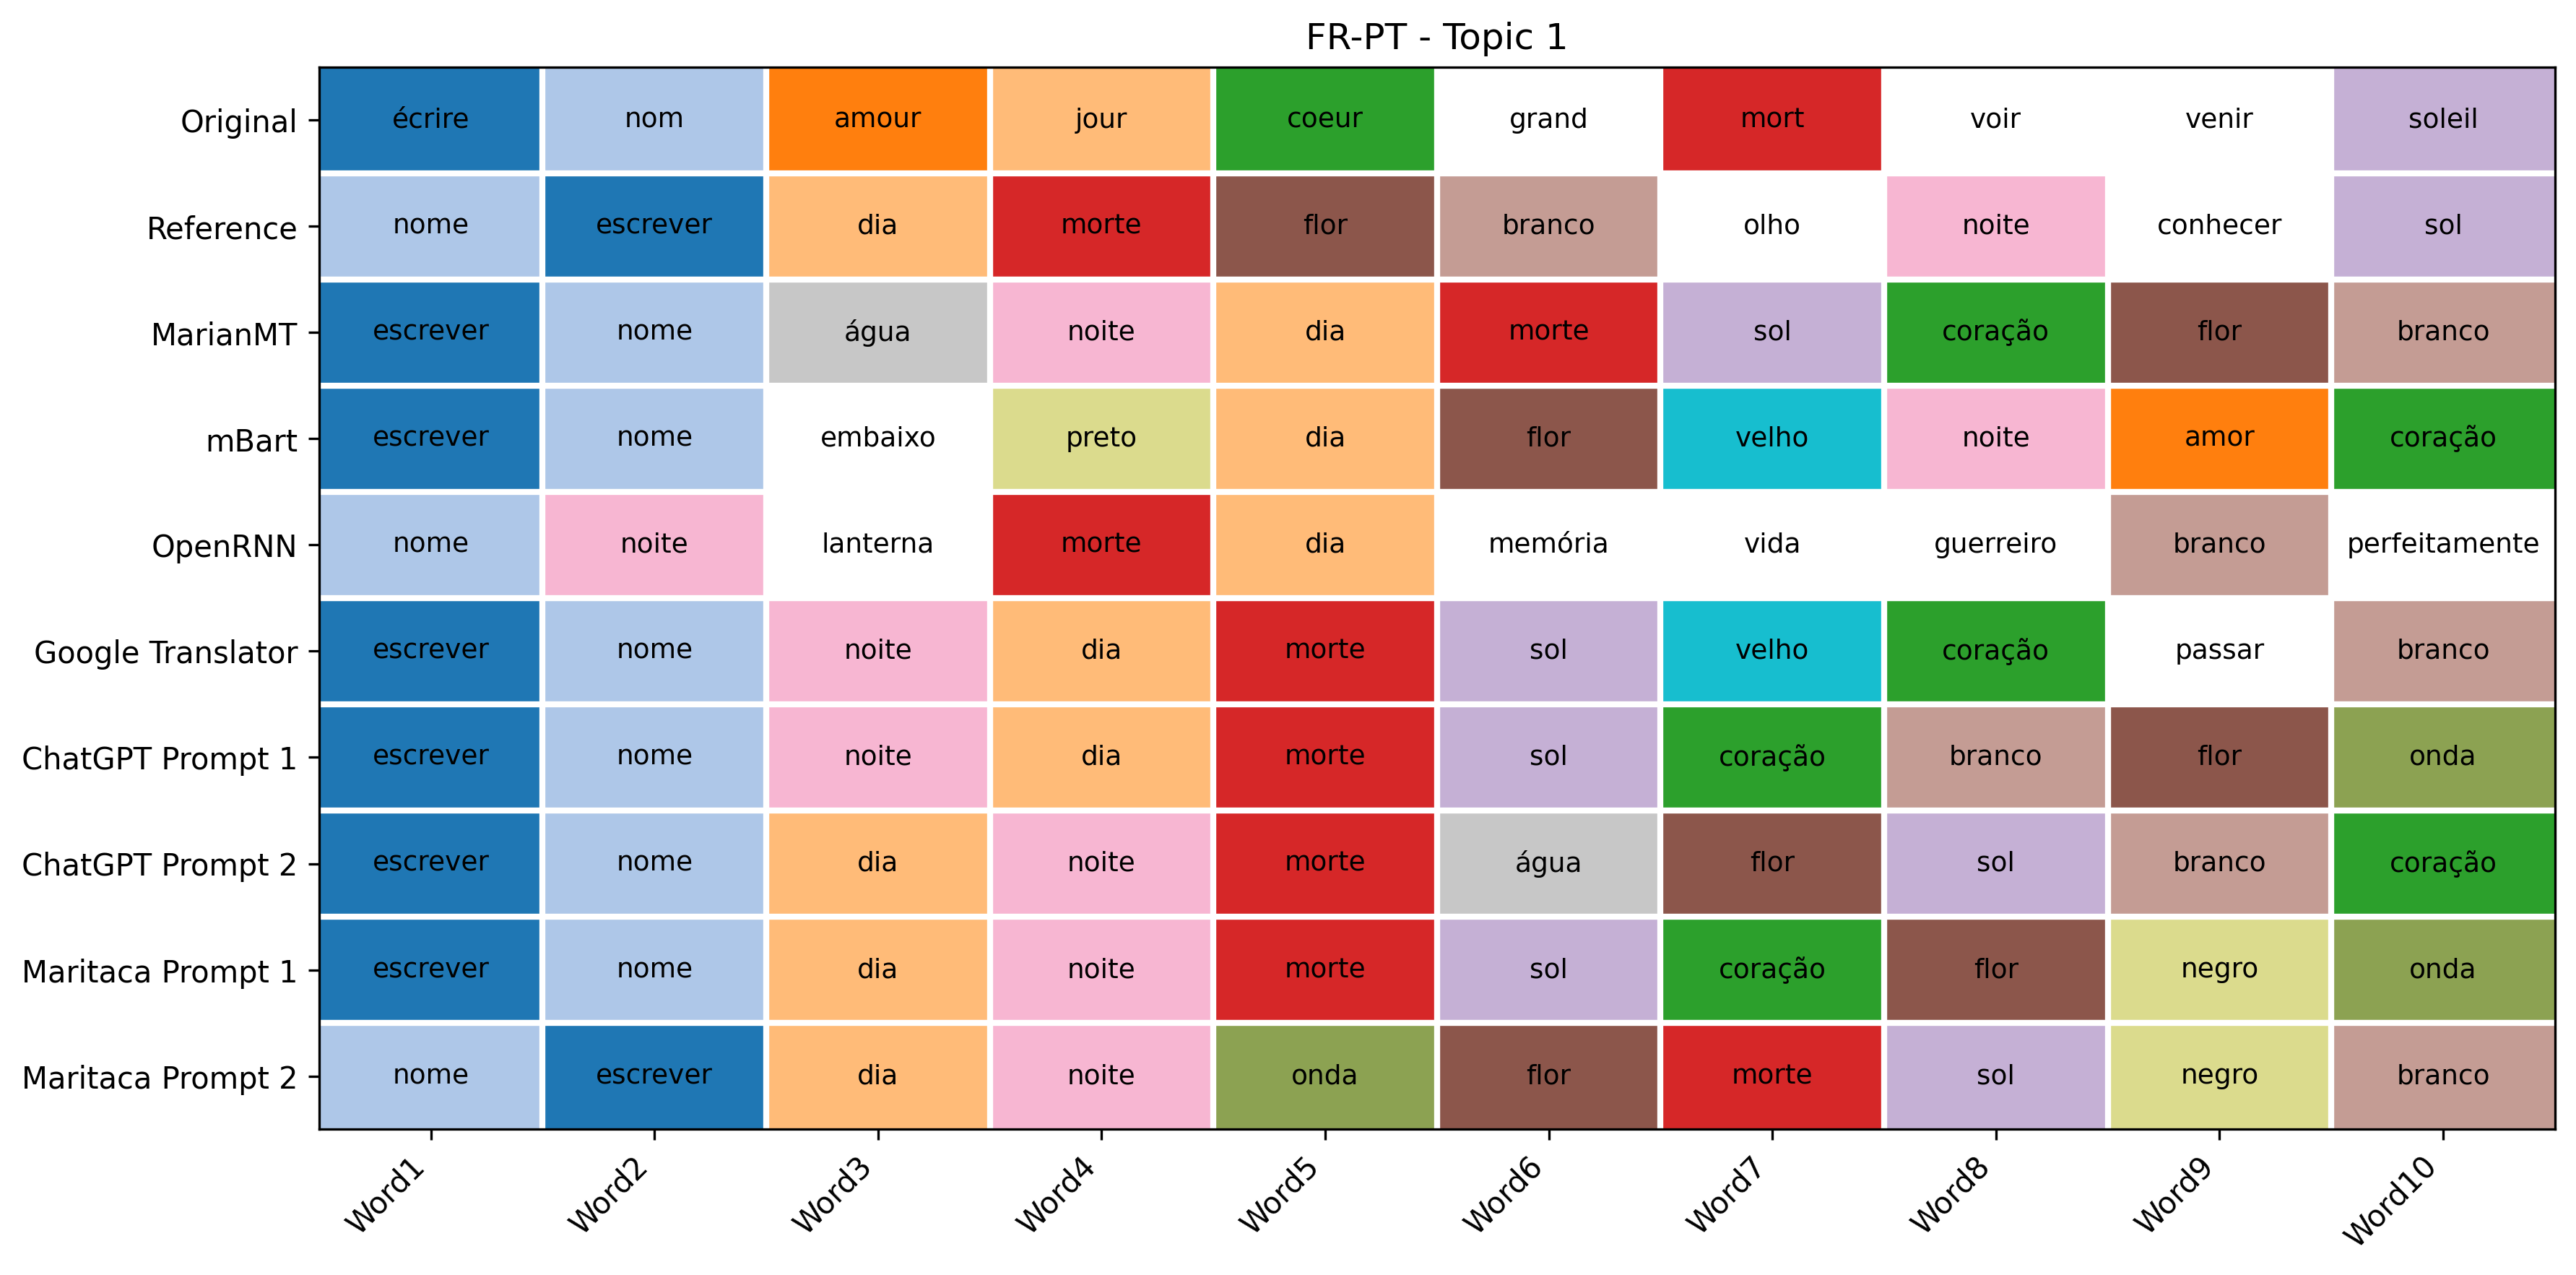 FR-PT - Topic 1
Original écrire nom amour jour coeur grand mort voir venir soleil
Reference nome escrever dia morte flor branco olho noite conhecer sol
MarianMT escrever nome água noite dia morte sol coração flor branco
mBart escrever nome embaixo preto dia flor velho noite amor coração
OpenRNN nome noite lanterna morte dia memória vida guerreiro branco perfeitamente
Google Translator escrever nome noite dia morte sol velho coração passar branco
ChatGPT Prompt 1 escrever nome noite dia morte sol coração branco flor onda
ChatGPT Prompt 2 escrever nome dia noite morte água flor sol branco coração
Maritaca Prompt 1 escrever nome dia noite morte sol coração flor negro onda
Maritaca Prompt 2 nome escrever dia noite onda flor morte sol negro branco
Word1 Word2 Word3 Word4 Word5 Word6 Word7 Word8 Word9 Word10